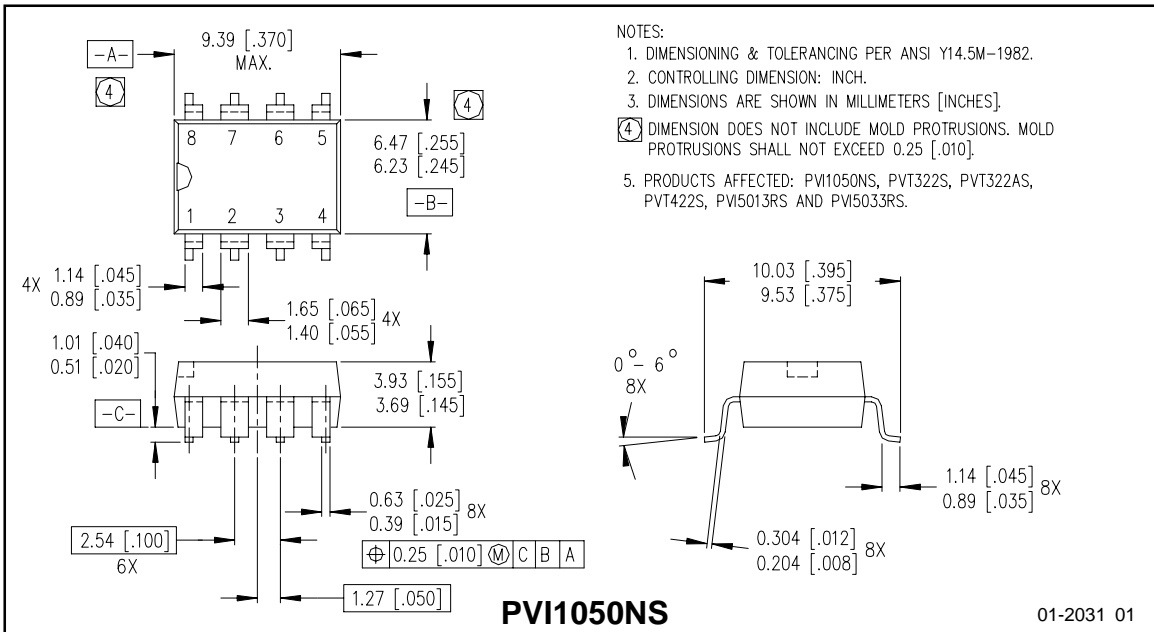 9.39 [.370]
MAX.
-A-
4
4
8 7 6 5
1 2 3 4
6.47 [.255]
6.23 [.245]
-B-
4X 1.14 [.045]
0.89 [.035]
1.65 [.065] 4X
1.40 [.055]
1.01 [.040]
0.51 [.020]
-C-
3.93 [.155]
3.69 [.145]
0.63 [.025] 8X
0.39 [.015]
2.54 [.100]
6X
⌖ 0.25 [.010] Ⓜ C B A
1.27 [.050]
NOTES:
1. DIMENSIONING & TOLERANCING PER ANSI Y14.5M-1982.
2. CONTROLLING DIMENSION: INCH.
3. DIMENSIONS ARE SHOWN IN MILLIMETERS [INCHES].
4 DIMENSION DOES NOT INCLUDE MOLD PROTRUSIONS. MOLD
PROTRUSIONS SHALL NOT EXCEED 0.25 [.010].
5. PRODUCTS AFFECTED: PVI1050NS, PVT322S, PVT322AS,
PVT422S, PVI5013RS AND PVI5033RS.
10.03 [.395]
9.53 [.375]
0°- 6°
8X
1.14 [.045] 8X
0.89 [.035]
0.304 [.012] 8X
0.204 [.008]
PVI1050NS
01-2031 01